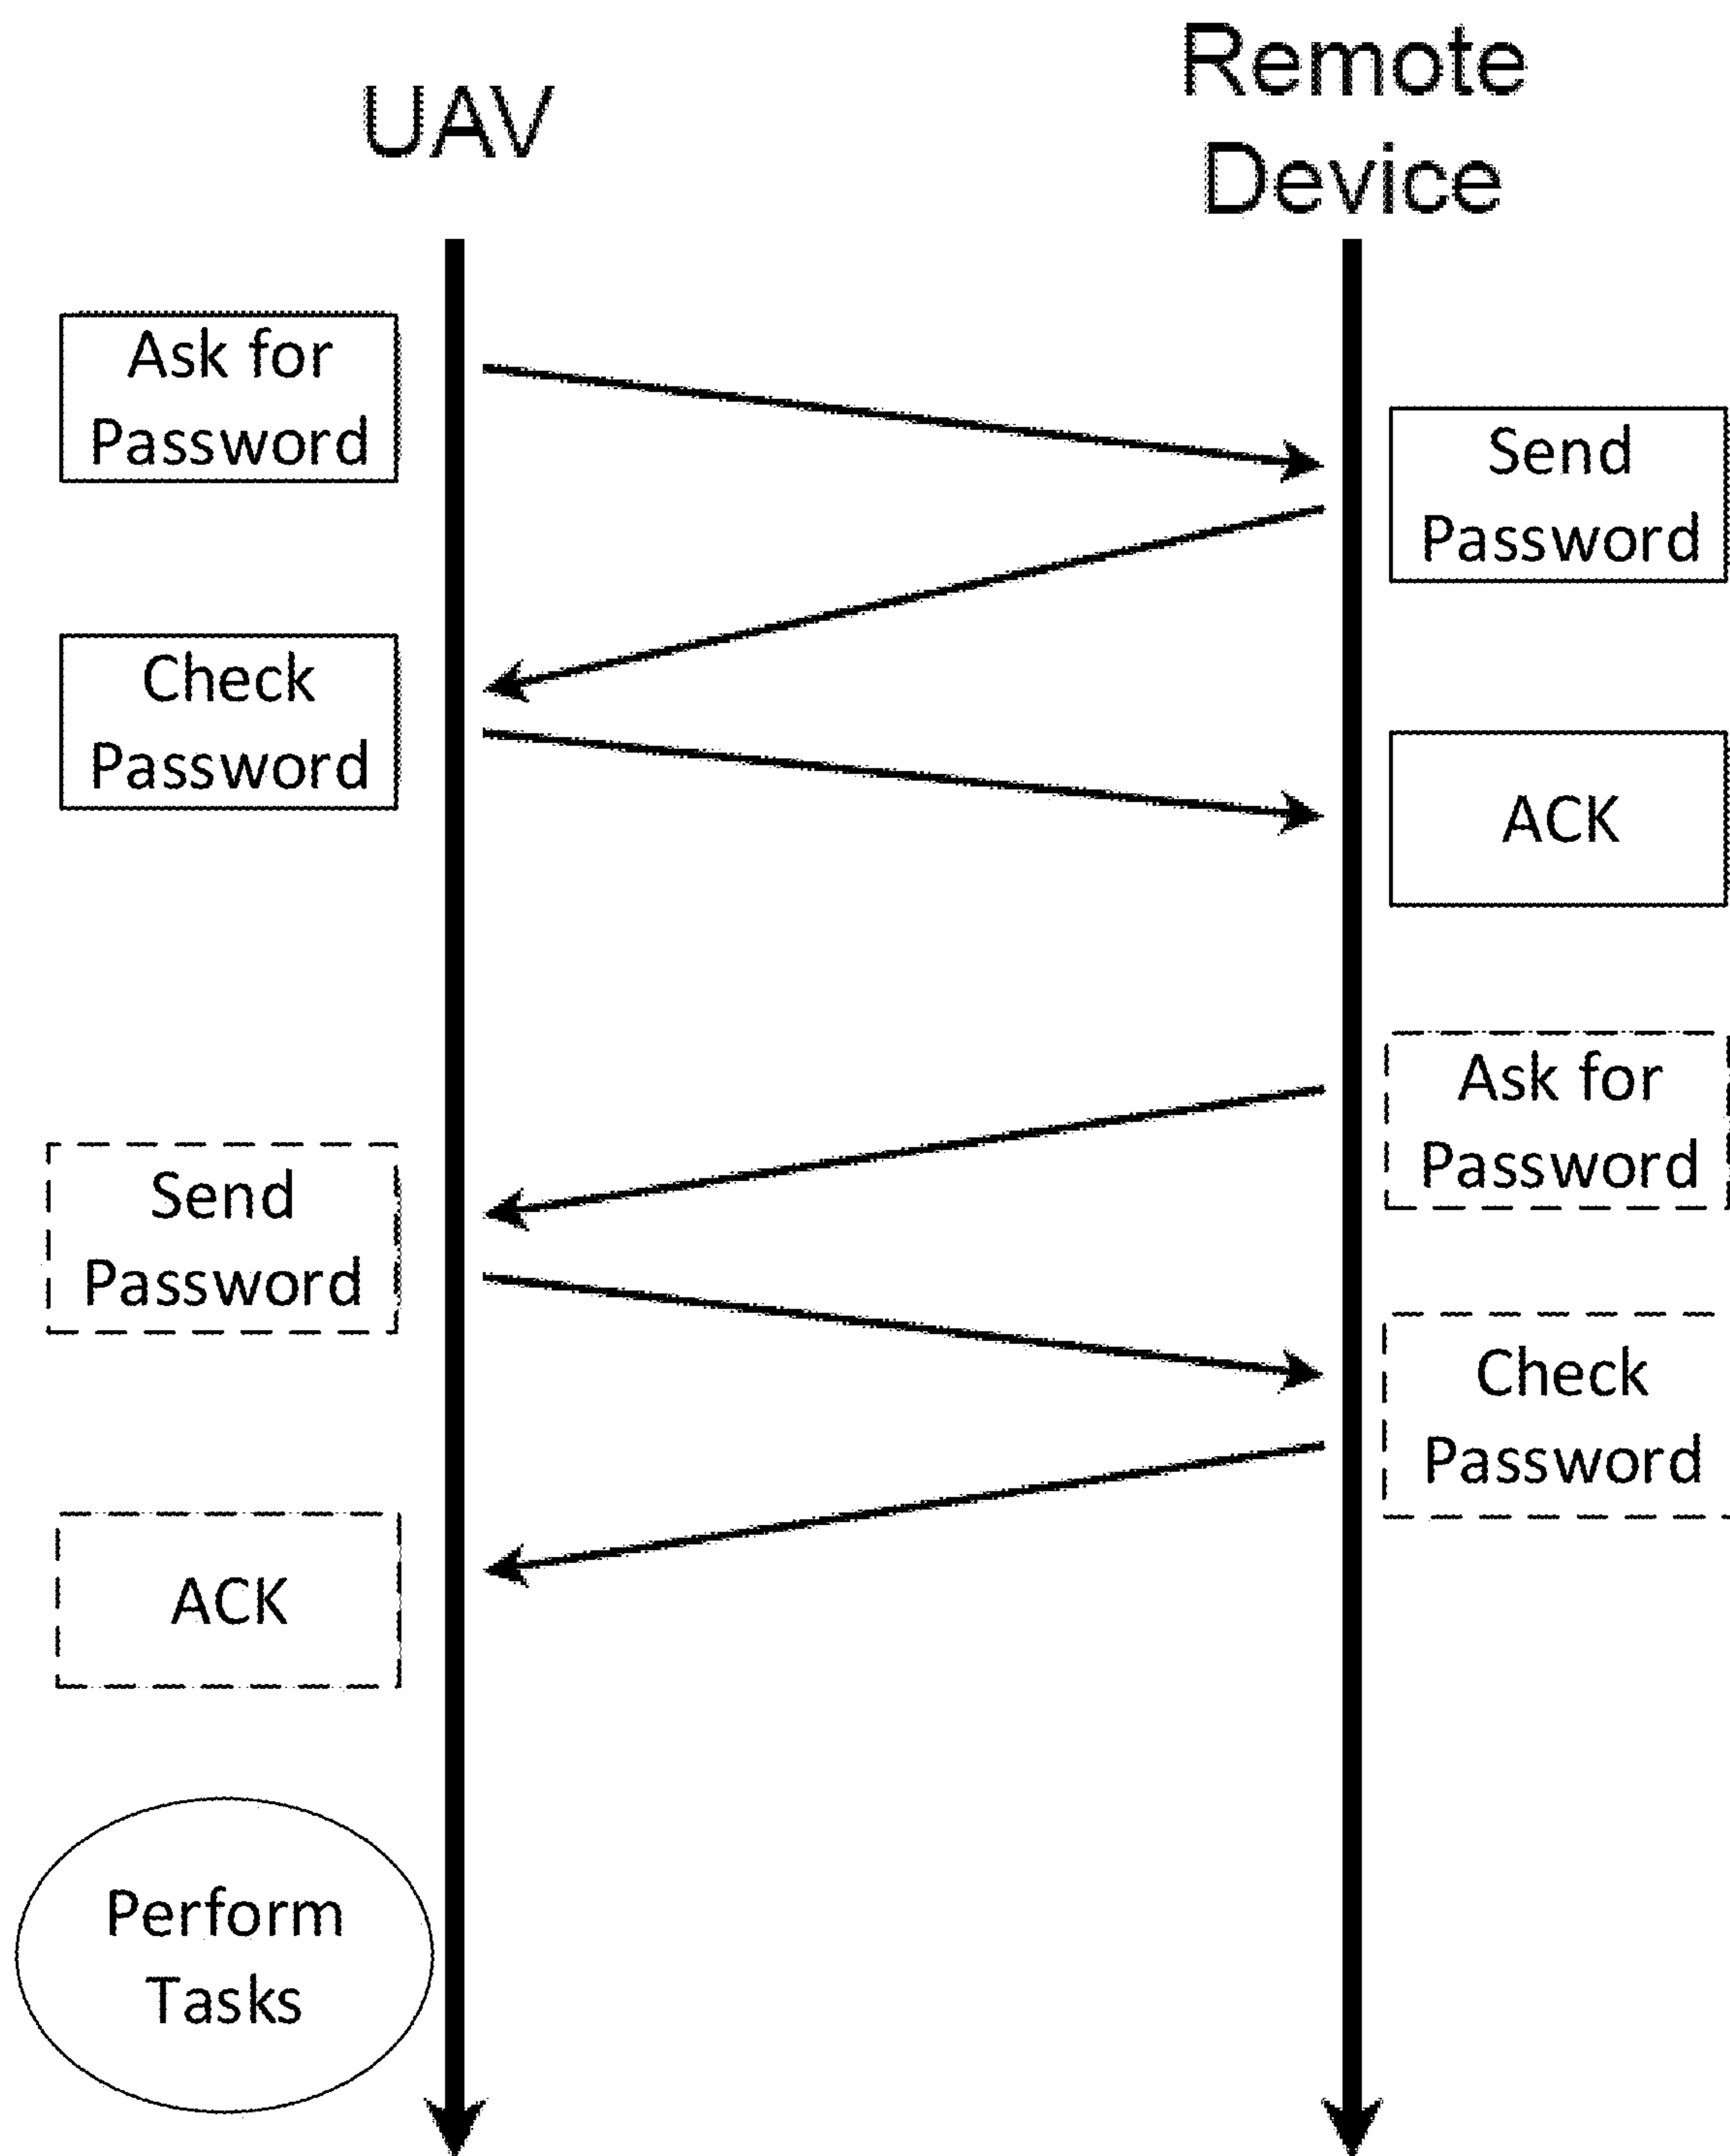 UAV
Remote
Device
Ask for
Password
Send
Password
Check
Password
ACK
Ask for
Password
Send
Password
Check
Password
ACK
Perform
Tasks